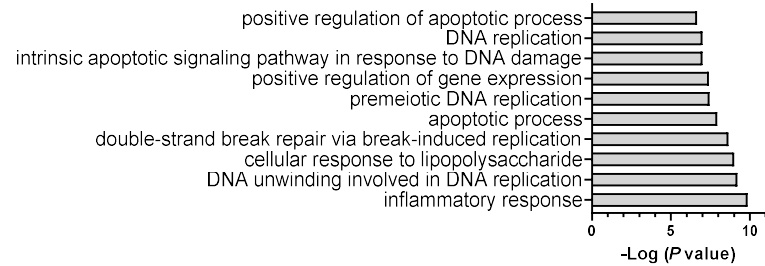 positive regulation of apoptotic process
DNA replication
intrinsic apoptotic signaling pathway in response to DNA damage
positive regulation of gene expression
premeiotic DNA replication
apoptotic process
double-strand break repair via break-induced replication
cellular response to lipopolysaccharide
DNA unwinding involved in DNA replication
inflammatory response
0 5 10
-Log (P value)